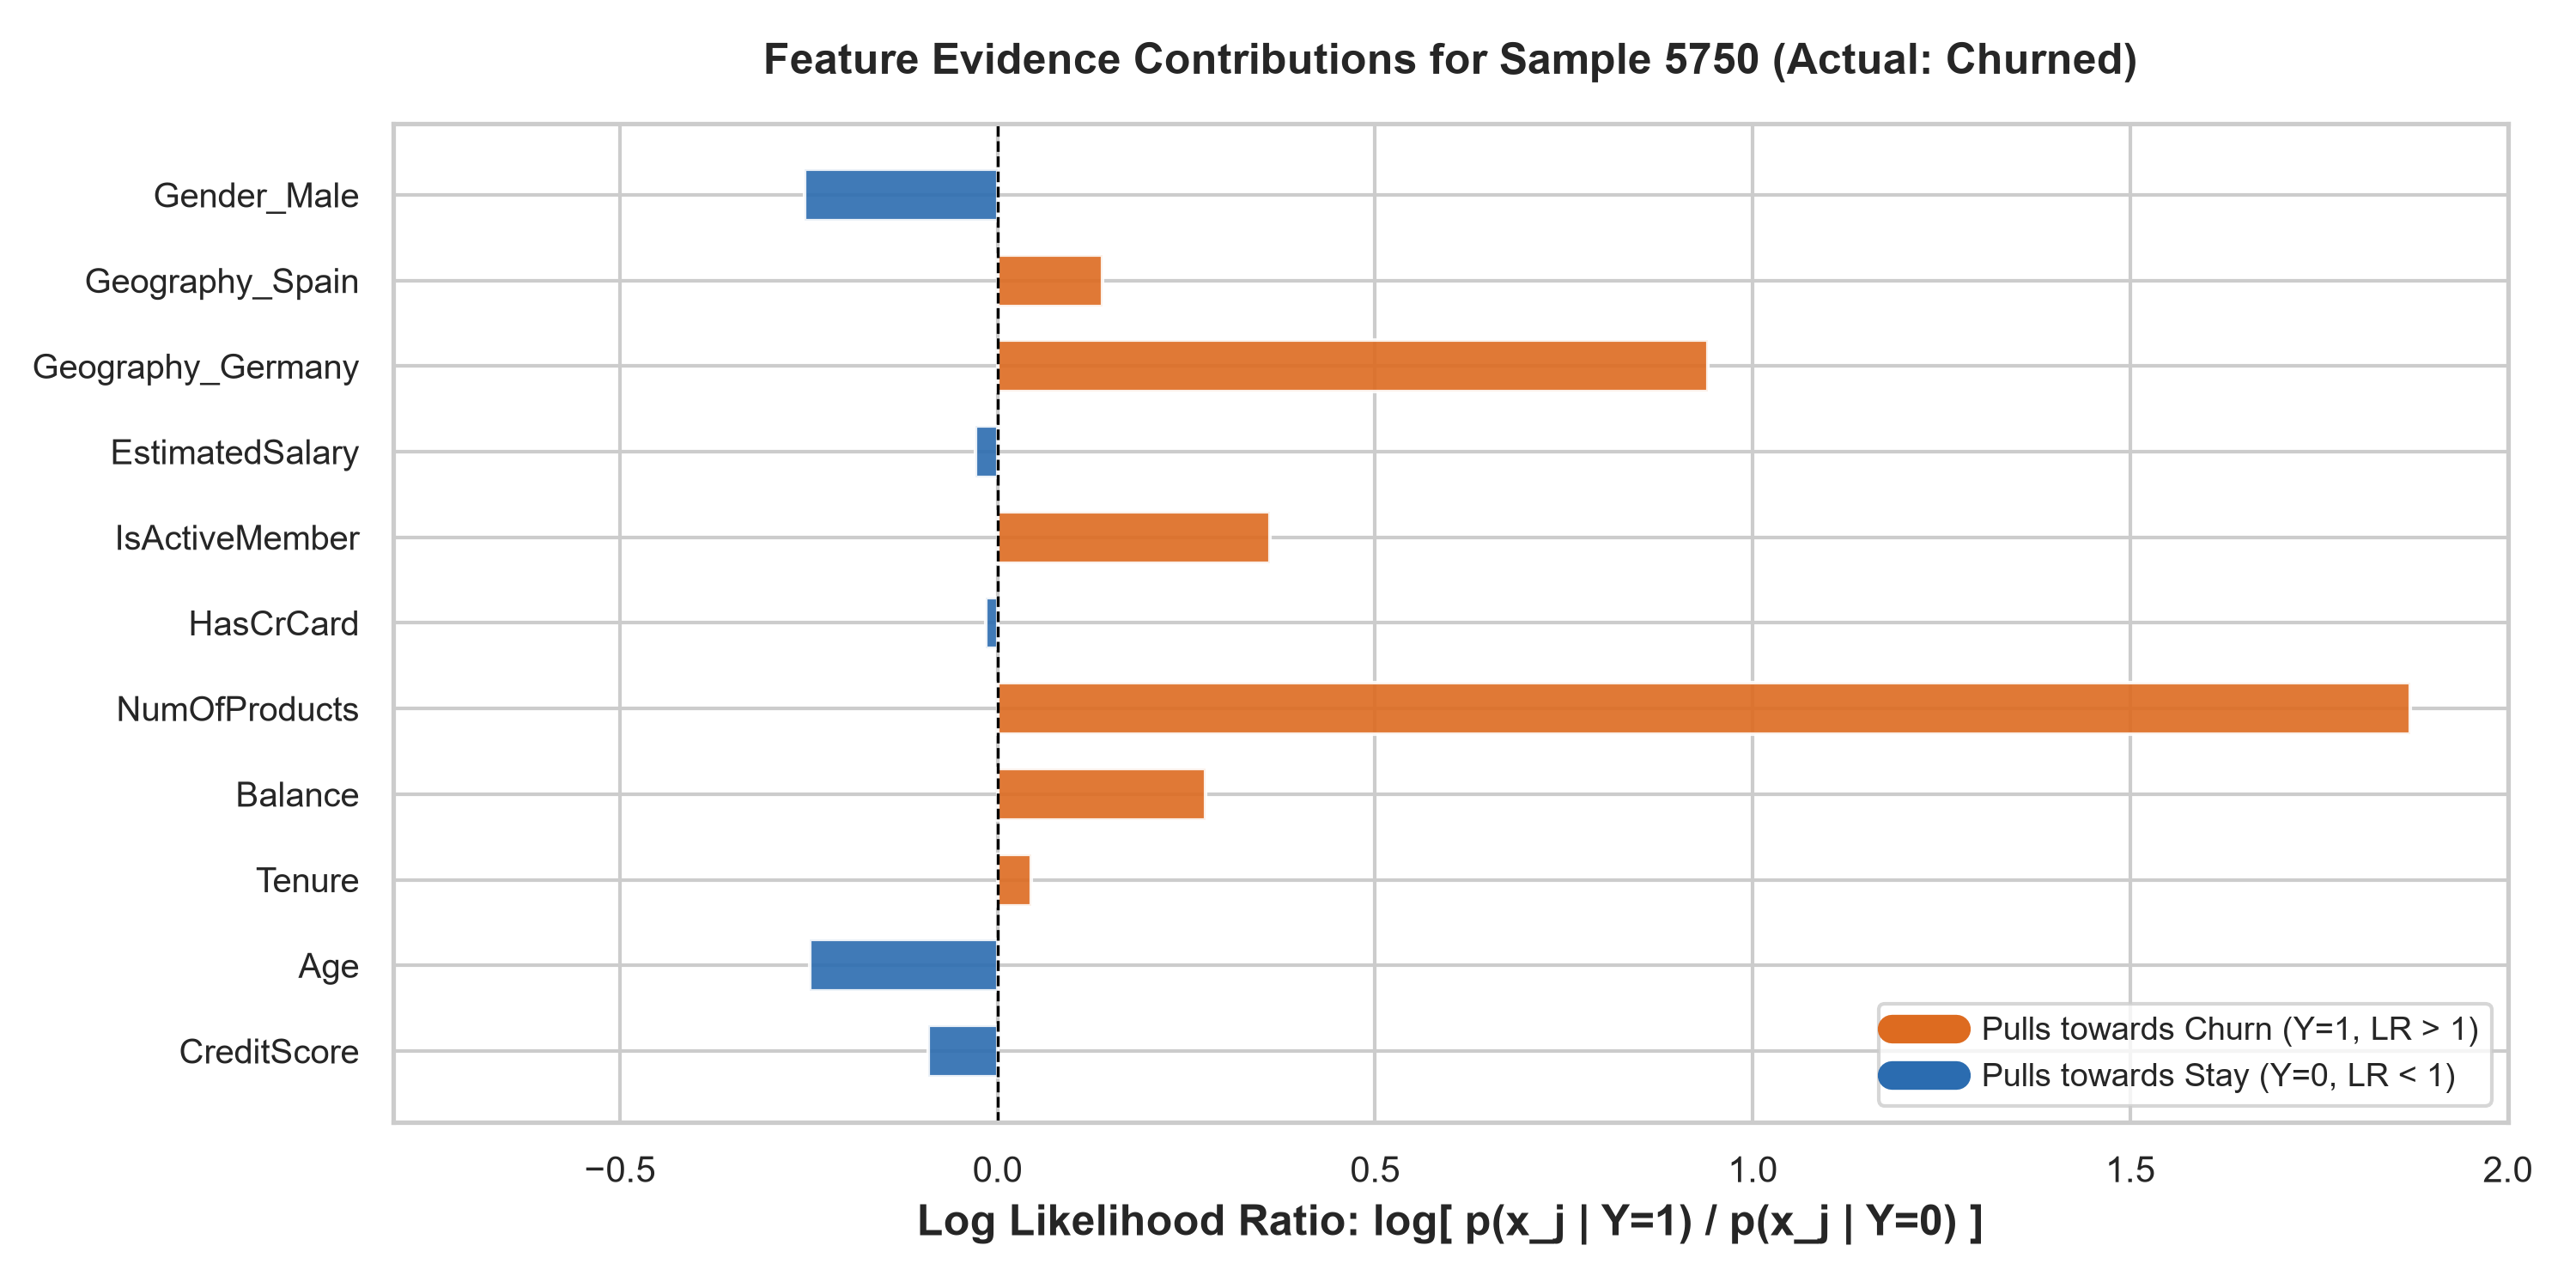 Feature Evidence Contributions for Sample 5750 (Actual: Churned)
Gender_Male
Geography_Spain
Geography_Germany
EstimatedSalary
IsActiveMember
HasCrCard
NumOfProducts
Balance
Tenure
Age
CreditScore
Pulls towards Churn (Y=1, LR > 1)
Pulls towards Stay (Y=0, LR < 1)
−0.5 0.0 0.5 1.0 1.5 2.0
Log Likelihood Ratio: log[ p(x_j | Y=1) / p(x_j | Y=0) ]